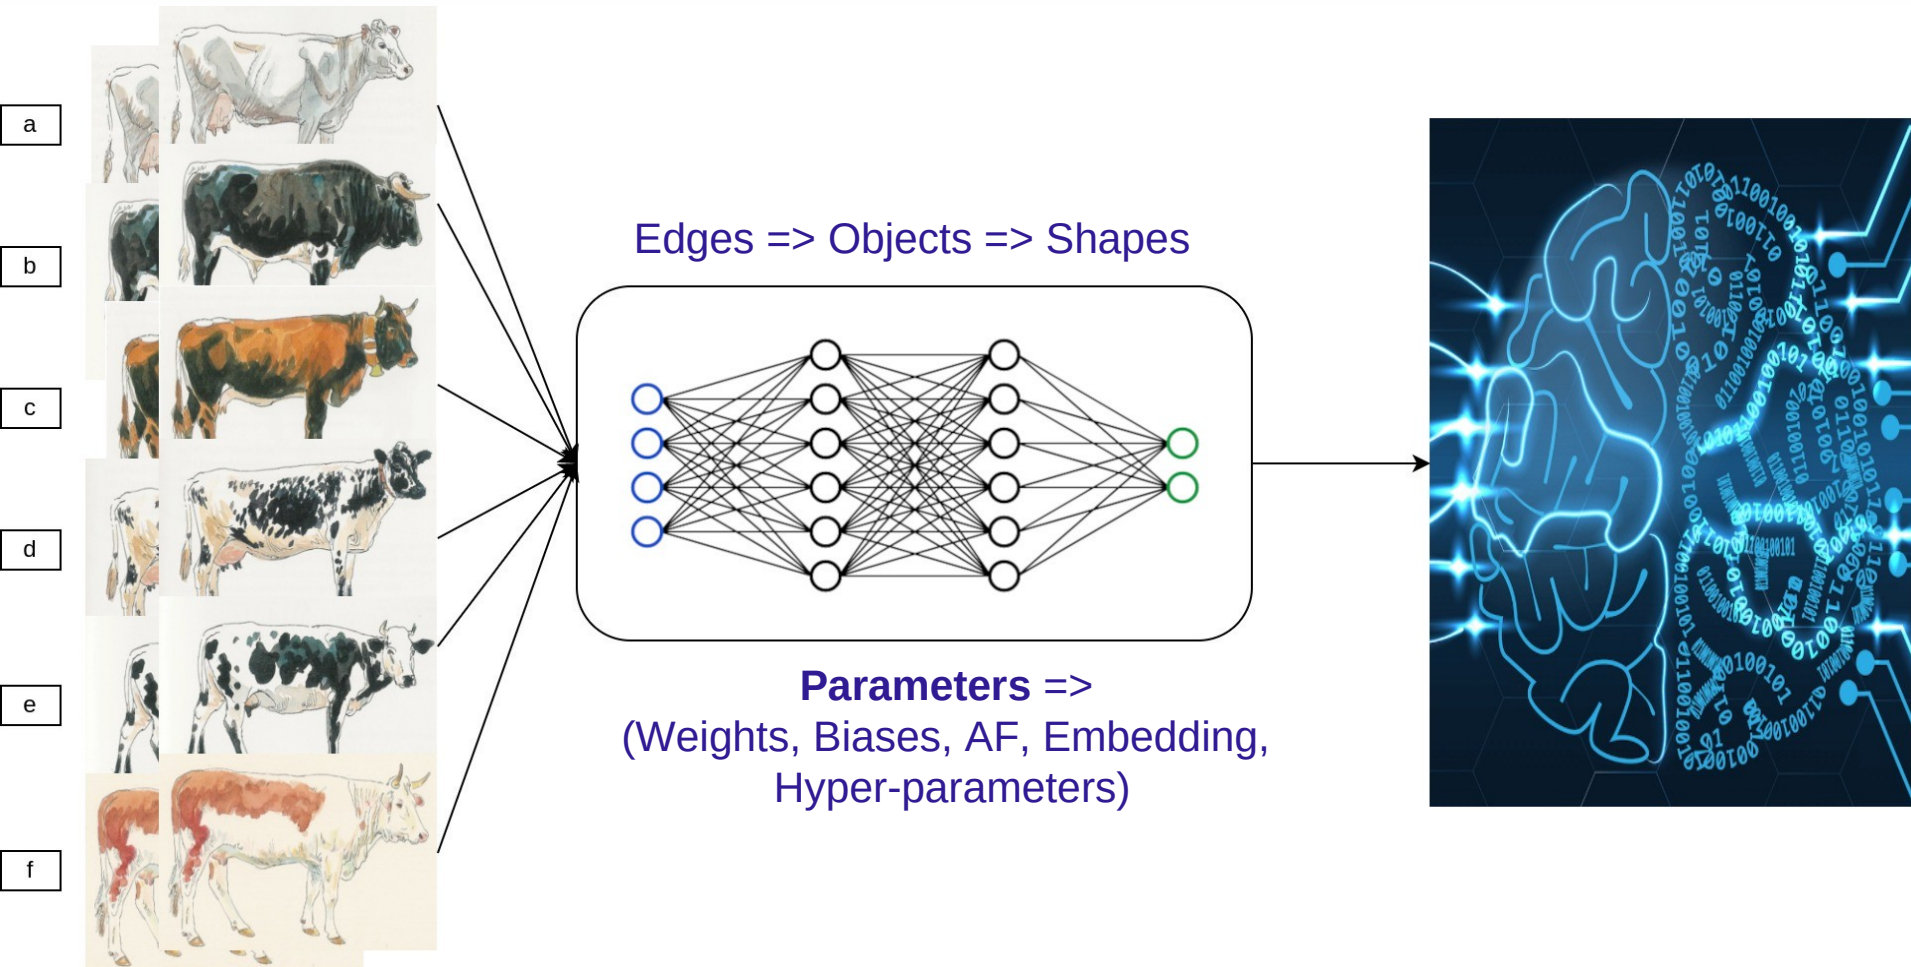 a
b
c
d
e
f
Edges => Objects => Shapes
Parameters =>
(Weights, Biases, AF, Embedding,
Hyper-parameters)